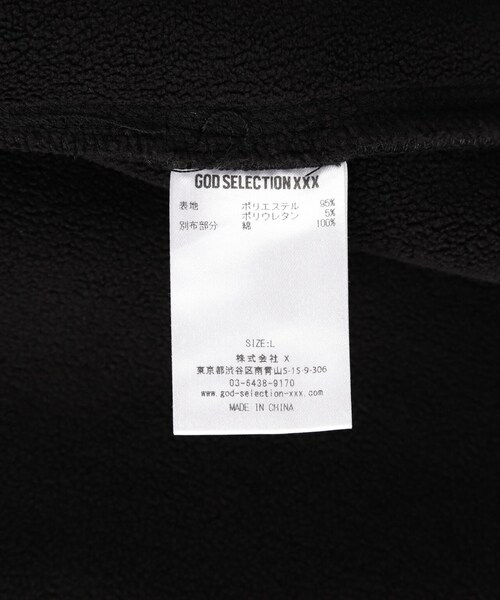 GOD SELECTION XXX
表地 ポリエステル 95%
ポリウレタン 5%
別布部分 綿 100%
SIZE:L
株式会社 X
東京都渋谷区南青山5-15-9-306
03-6438-9170
www.god-selection-xxx.com
MADE IN CHINA